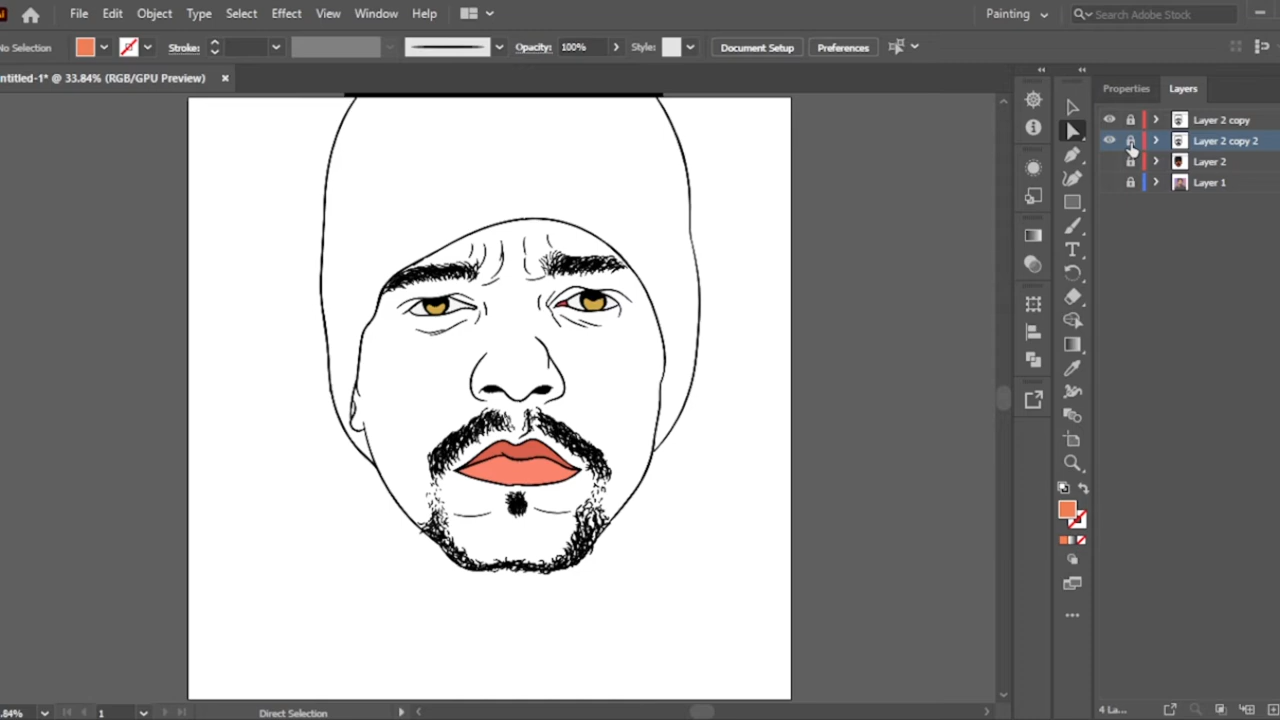 Ai File Edit Object Type Select Effect View Window Help Painting Search Adobe Stock
No Selection Stroke: Opacity: 100% Style: Document Setup Preferences
ntitled-1* @ 33.84% (RGB/GPU Preview) ×
Properties Layers
Layer 2 copy
Layer 2 copy 2
Layer 2
Layer 1
.84% 1 Direct Selection 4 La...